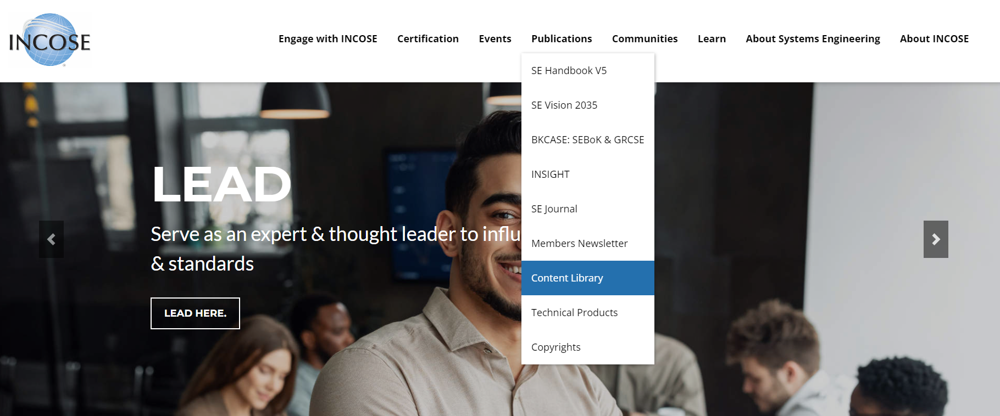 INCOSE
®
Engage with INCOSE
Certification
Events
Publications
Communities
Learn
About Systems Engineering
About INCOSE
SE Handbook V5
SE Vision 2035
BKCASE: SEBoK & GRCSE
INSIGHT
SE Journal
Members Newsletter
Content Library
Technical Products
Copyrights
LEAD
Serve as an expert & thought leader to
& standards
LEAD HERE.